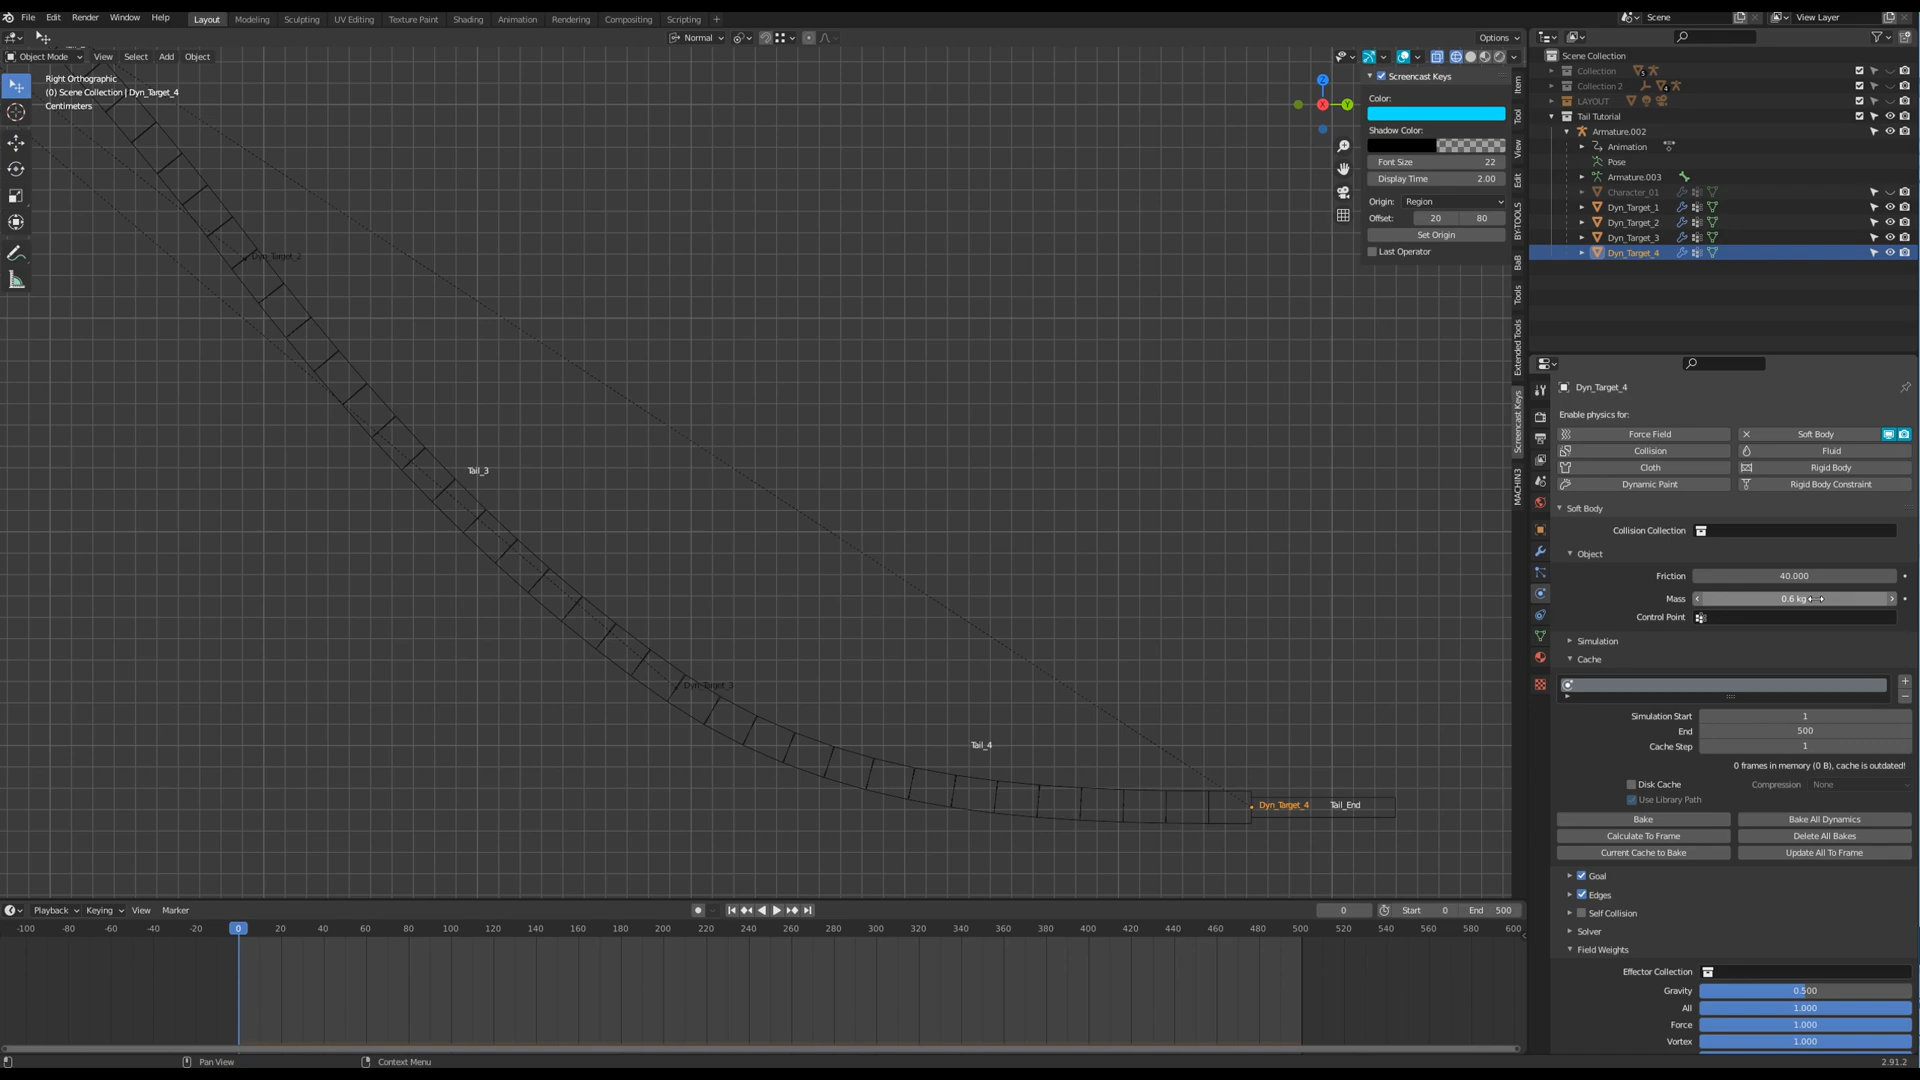 File Edit Render Window Help Layout Modeling Sculpting UV Editing Texture Paint Shading Animation Rendering Compositing Scripting + Scene View Layer
Normal Options
Object Mode View Select Add Object
Right Orthographic
(0) Scene Collection | Dyn_Target_4
Centimeters
Dyn_Target_2
Tail_3
Tail_4
Dyn_Target_4 Tail_End
Z
X
Y
Screencast Keys
Color:
Shadow Color:
Font Size 22
Display Time 2.00
Origin: Region
Offset: 20 80
Set Origin
Last Operator
Item
Tool
View
Edit
BY-TOOLS
BaB
Tools
Extended Tools
Screencast Keys
MACHIN3
Scene Collection
Collection 5
Collection 2 4
LAYOUT
Tail Tutorial
Armature.002
Animation
Pose
Armature.003
Character_01
Dyn_Target_1
Dyn_Target_2
Dyn_Target_3
Dyn_Target_4
Dyn_Target_4
Enable physics for:
Force Field Soft Body
Collision Fluid
Cloth Rigid Body
Dynamic Paint Rigid Body Constraint
Soft Body
Collision Collection
Object
Friction 40.000
Mass 0.6 kg
Control Point
Simulation
Cache
Simulation Start 1
End 500
Cache Step 1
0 frames in memory (0 B), cache is outdated!
Disk Cache Compression None
Use Library Path
Bake Bake All Dynamics
Calculate To Frame Delete All Bakes
Current Cache to Bake Update All To Frame
Goal
Edges
Self Collision
Solver
Field Weights
Effector Collection
Gravity 0.500
All 1.000
Force 1.000
Vortex 1.000
Playback Keying View Marker 0 Start 0 End 500
-100 -80 -60 -40 -20 0 20 40 60 80 100 120 140 160 180 200 220 240 260 280 300 320 340 360 380 400 420 440 460 480 500 520 540 560 580 600
Pan View Context Menu 2.91.2